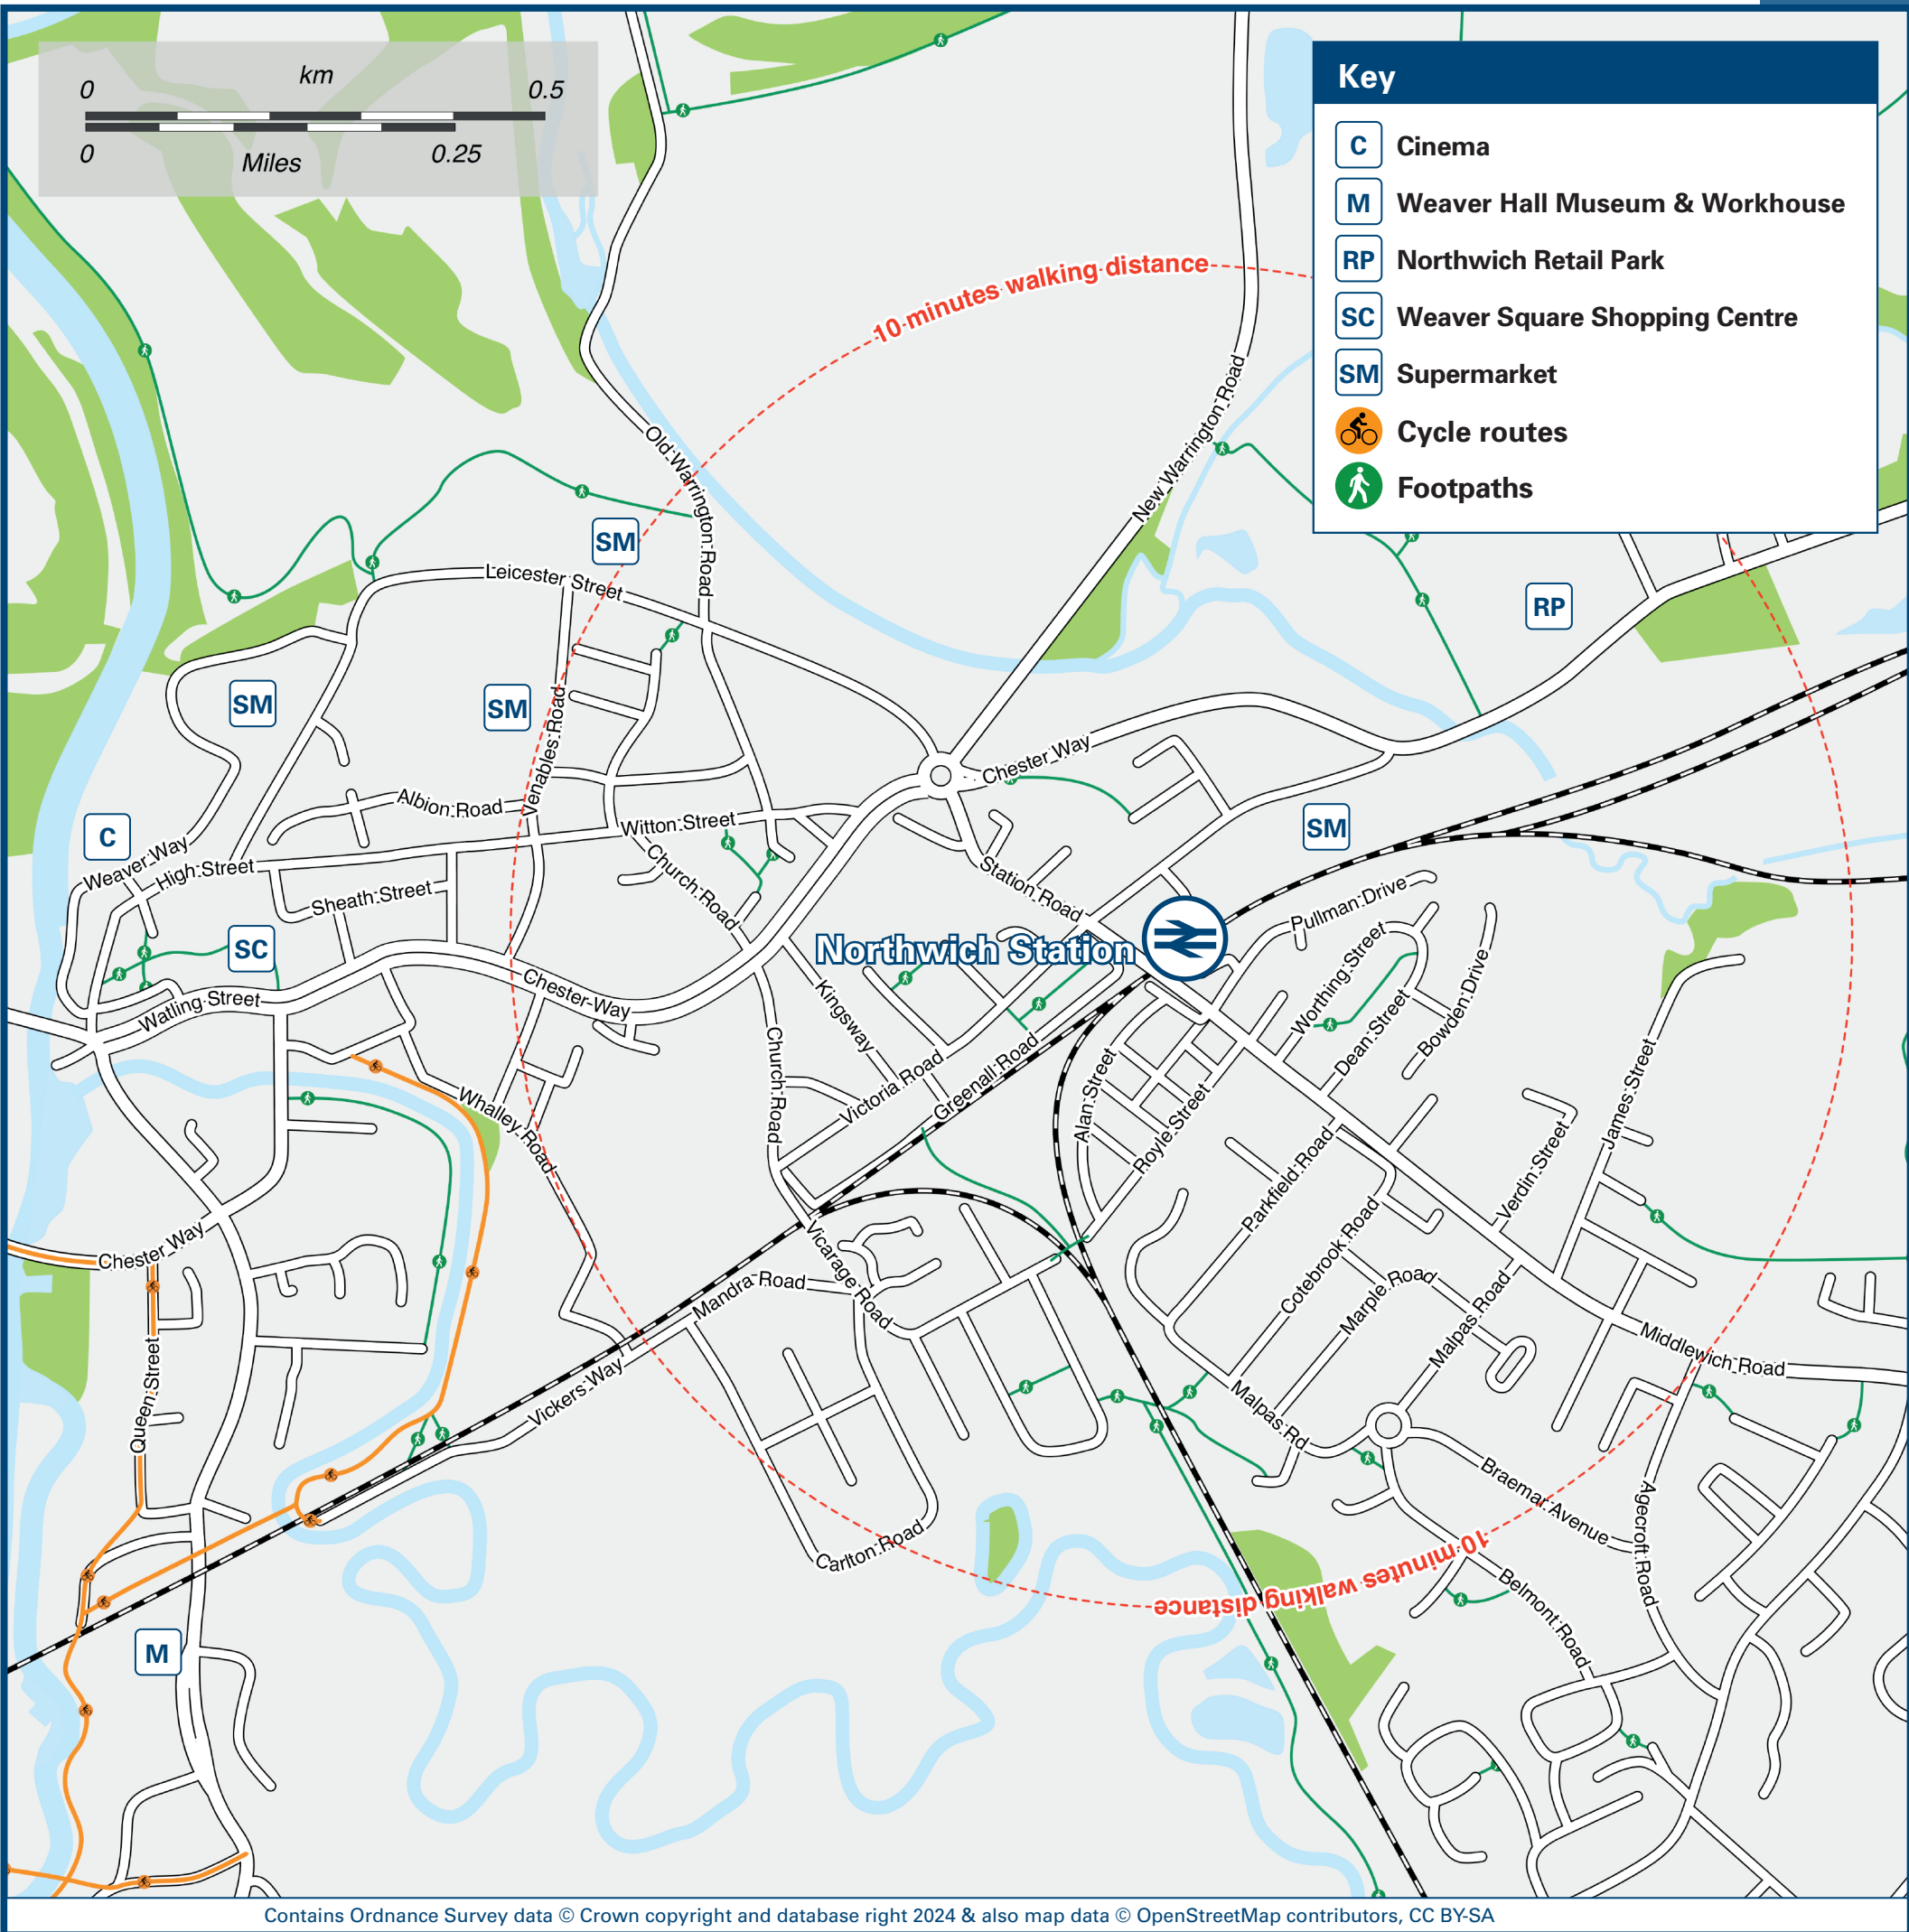 km
0
0.5
0
Miles
0.25
Key
C Cinema
M Weaver Hall Museum & Workhouse
RP Northwich Retail Park
SC Weaver Square Shopping Centre
SM Supermarket
Cycle routes
Footpaths
10 minutes walking distance
New Warrington Road
Old Warrington Road
SM
Leicester Street
RP
SM
SM
Venables Road
Chester Way
Albion Road
Witton Street
SM
C
Weaver Way
High Street
Church Road
Station Road
Sheath Street
Pullman Drive
SC
Northwich Station
Worthing Street
Watling Street
Chester Way
Kingsway
Dean Street
Bowden Drive
Church Road
Victoria Road
Greenall Road
Alan Street
Royle Street
James Street
Whalley Road
Parkfield Road
Verdin Street
Chester Way
Vicarage Road
Cotebrook Road
Mandra Road
Marple Road
Malpas Road
Middlewich Road
Queen Street
Vickers Way
Malpas Rd
Braemar Avenue
Agecroft Road
Carlton Road
10 minutes walking distance
Belmont Road
M
Contains Ordnance Survey data © Crown copyright and database right 2024 & also map data © OpenStreetMap contributors, CC BY-SA